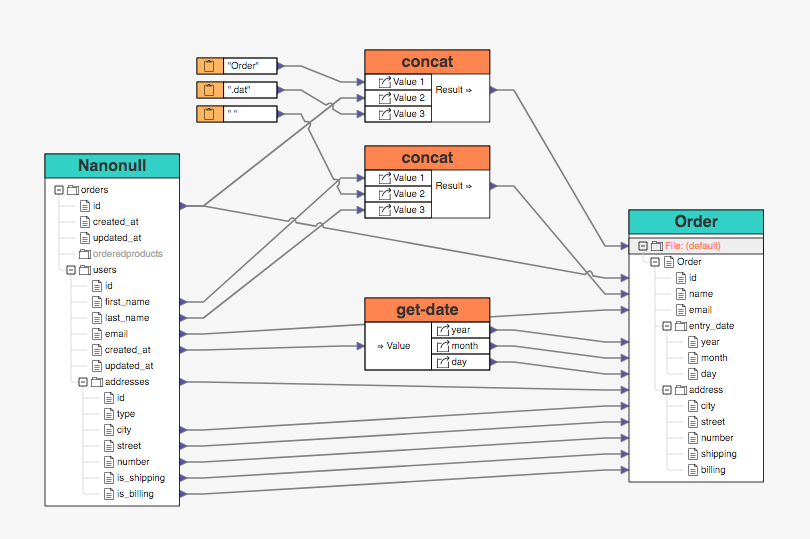 "Order"
".dat"
" "
concat
Value 1
Value 2
Value 3
Result ⇒
concat
Value 1
Value 2
Value 3
Result ⇒
Nanonull
orders
id
created_at
updated_at
orderedproducts
users
id
first_name
last_name
email
created_at
updated_at
addresses
id
type
city
street
number
is_shipping
is_billing
get-date
⇒ Value
year
month
day
Order
File: (default)
Order
id
name
email
entry_date
year
month
day
address
city
street
number
shipping
billing